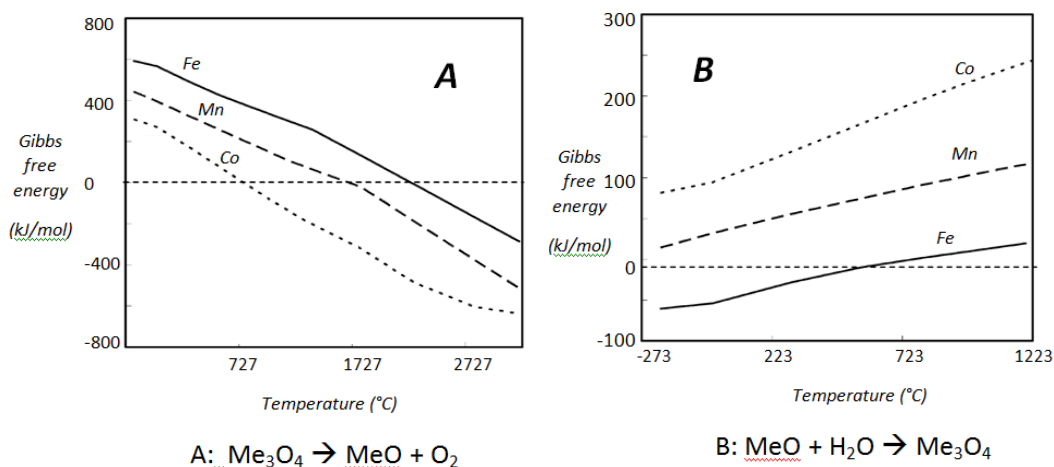 800
400
0
-400
-800
Gibbs
free
energy
(kJ/mol)
Fe
Mn
Co
A
727
1727
2727
Temperature (°C)
A: Me₃O₄ → MeO + O₂
300
200
100
0
-100
Gibbs
free
energy
(kJ/mol)
B
Co
Mn
Fe
-273
223
723
1223
Temperature (°C)
B: MeO + H₂O → Me₃O₄